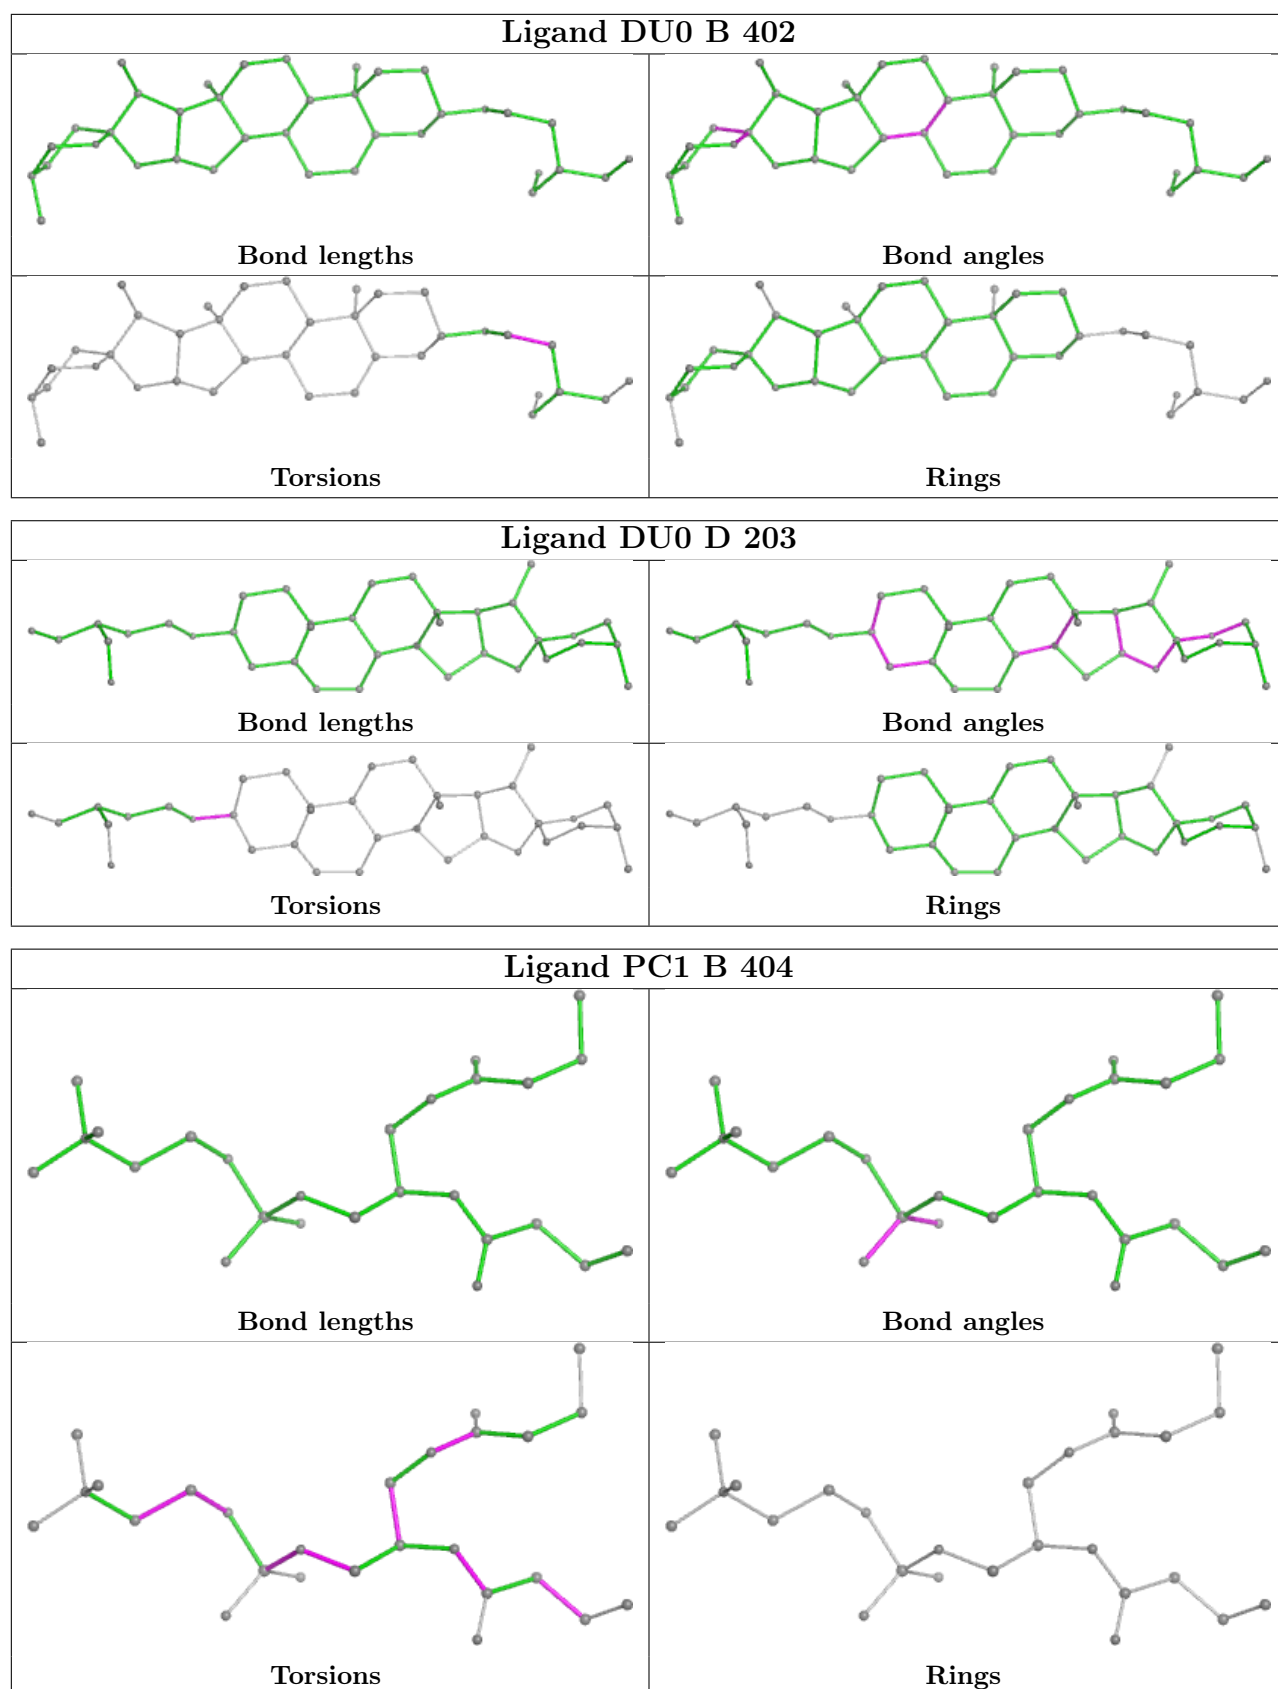 Ligand DU0 B 402
Bond lengths
Bond angles
Torsions
Rings
Ligand DU0 D 203
Bond lengths
Bond angles
Torsions
Rings
Ligand PC1 B 404
Bond lengths
Bond angles
Torsions
Rings